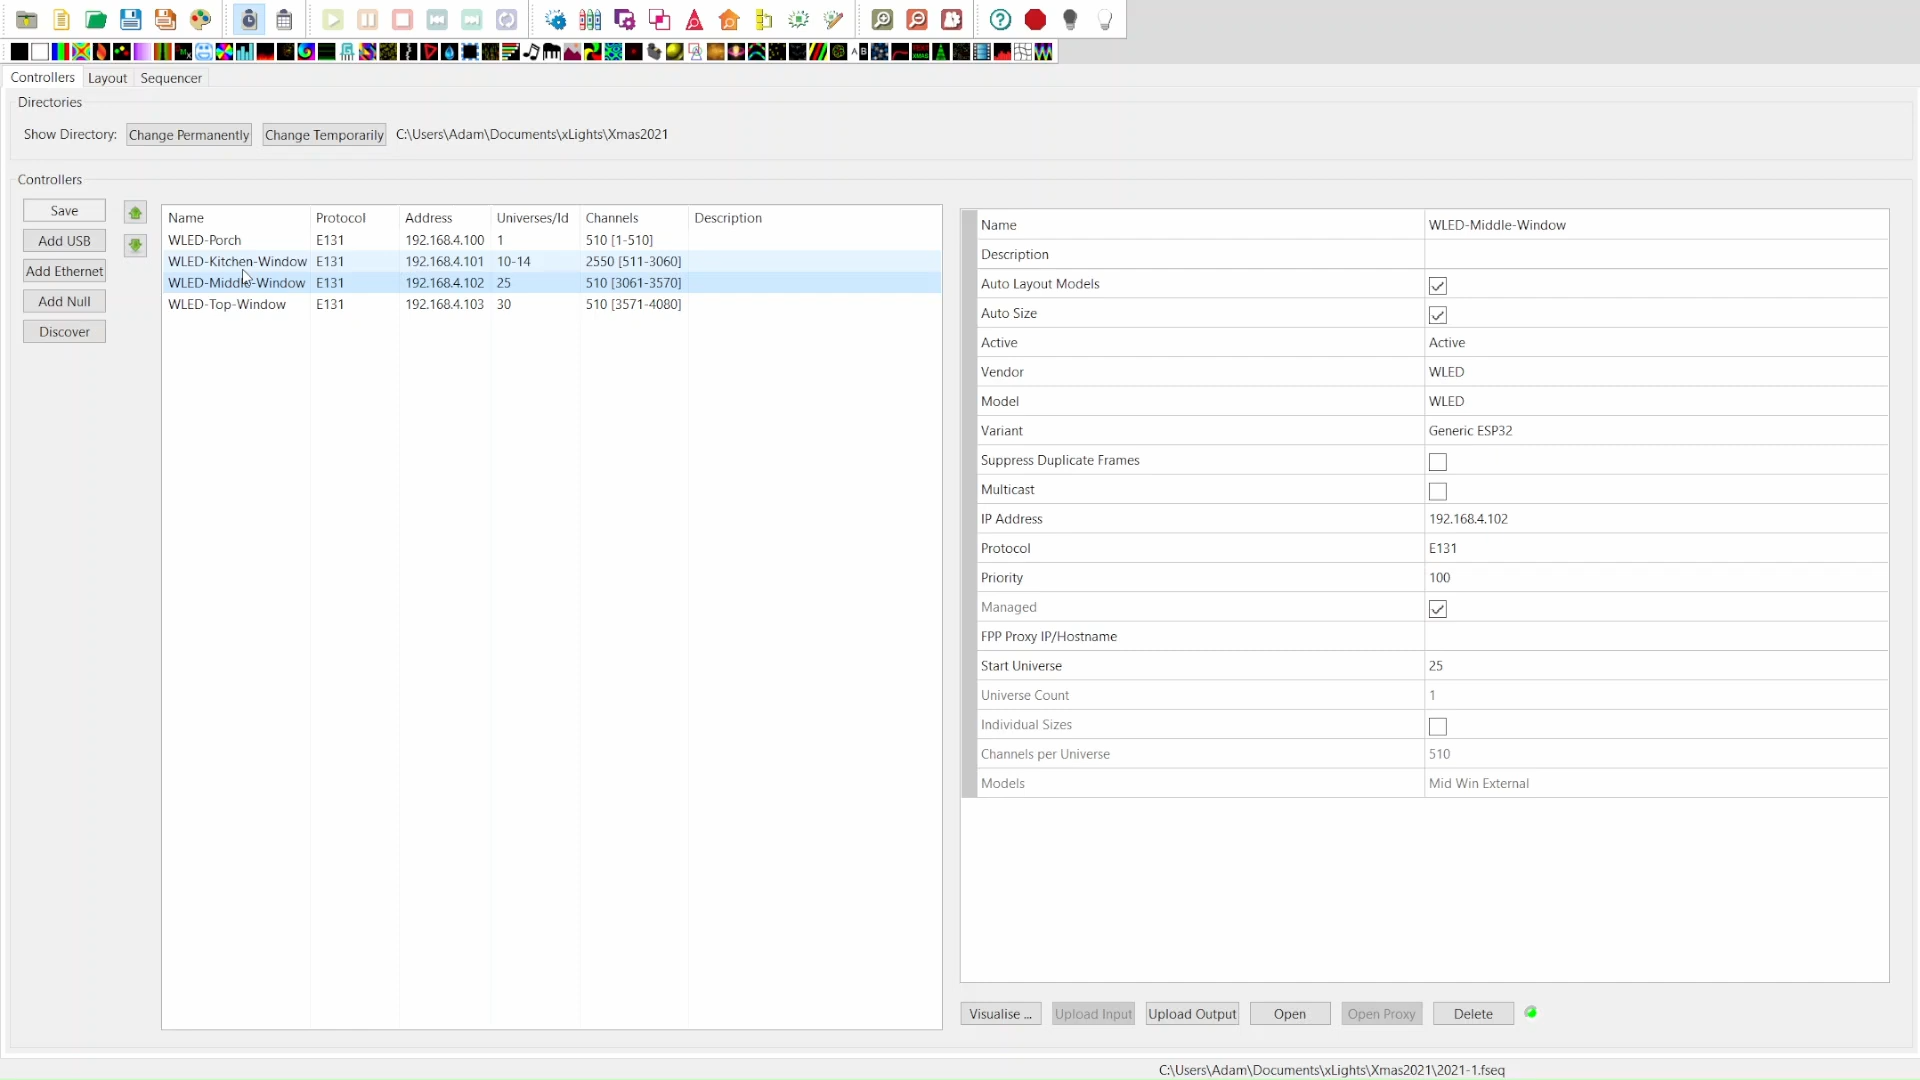 Controllers Layout Sequencer
Directories
Show Directory: Change Permanently Change Temporarily C:\Users\Adam\Documents\xLights\Xmas2021
Controllers
Save
Add USB
Add Ethernet
Add Null
Discover
Name Protocol Address Universes/Id Channels Description
WLED-Porch E131 192.168.4.100 1 510 [1-510]
WLED-Kitchen-Window E131 192.168.4.101 10-14 2550 [511-3060]
WLED-Middle-Window E131 192.168.4.102 25 510 [3061-3570]
WLED-Top-Window E131 192.168.4.103 30 510 [3571-4080]
Name WLED-Middle-Window
Description
Auto Layout Models
Auto Size
Active Active
Vendor WLED
Model WLED
Variant Generic ESP32
Suppress Duplicate Frames
Multicast
IP Address 192.168.4.102
Protocol E131
Priority 100
Managed
FPP Proxy IP/Hostname
Start Universe 25
Universe Count 1
Individual Sizes
Channels per Universe 510
Models Mid Win External
Visualise ... Upload Input Upload Output Open Open Proxy Delete
C:\Users\Adam\Documents\xLights\Xmas2021\2021-1.fseq